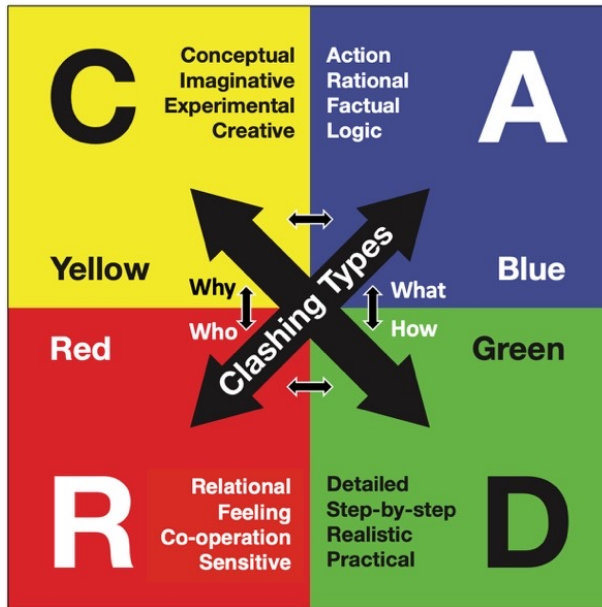 C
Conceptual
Imaginative
Experimental
Creative
Yellow
Why
A
Action
Rational
Factual
Logic
Blue
What
Clashing Types
Red
Who
R
Relational
Feeling
Co-operation
Sensitive
How
Green
Detailed
Step-by-step
Realistic
Practical
D